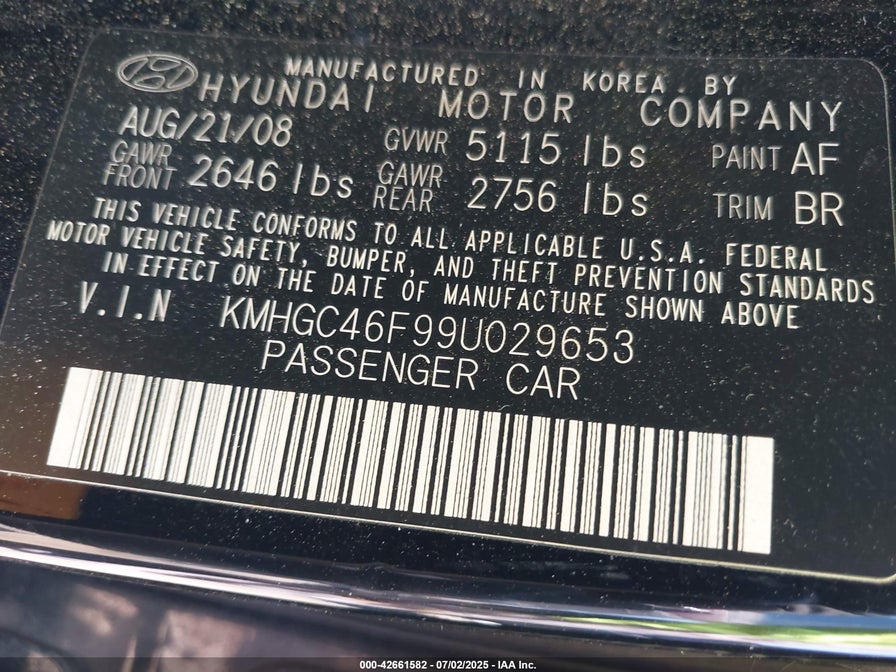 MANUFACTURED IN KOREA BY
HYUNDAI MOTOR COMPANY
AUG/21/08 GVWR 5115 lbs PAINT AF
GAWR FRONT 2646 lbs GAWR REAR 2756 lbs TRIM BR
THIS VEHICLE CONFORMS TO ALL APPLICABLE U.S.A. FEDERAL
MOTOR VEHICLE SAFETY, BUMPER, AND THEFT PREVENTION STANDARDS
IN EFFECT ON THE DATE OF MANUFACTURE SHOWN ABOVE
V.I.N KMHGC46F99U029653
PASSENGER CAR
000-42661582 - 07/02/2025 - IAA Inc.